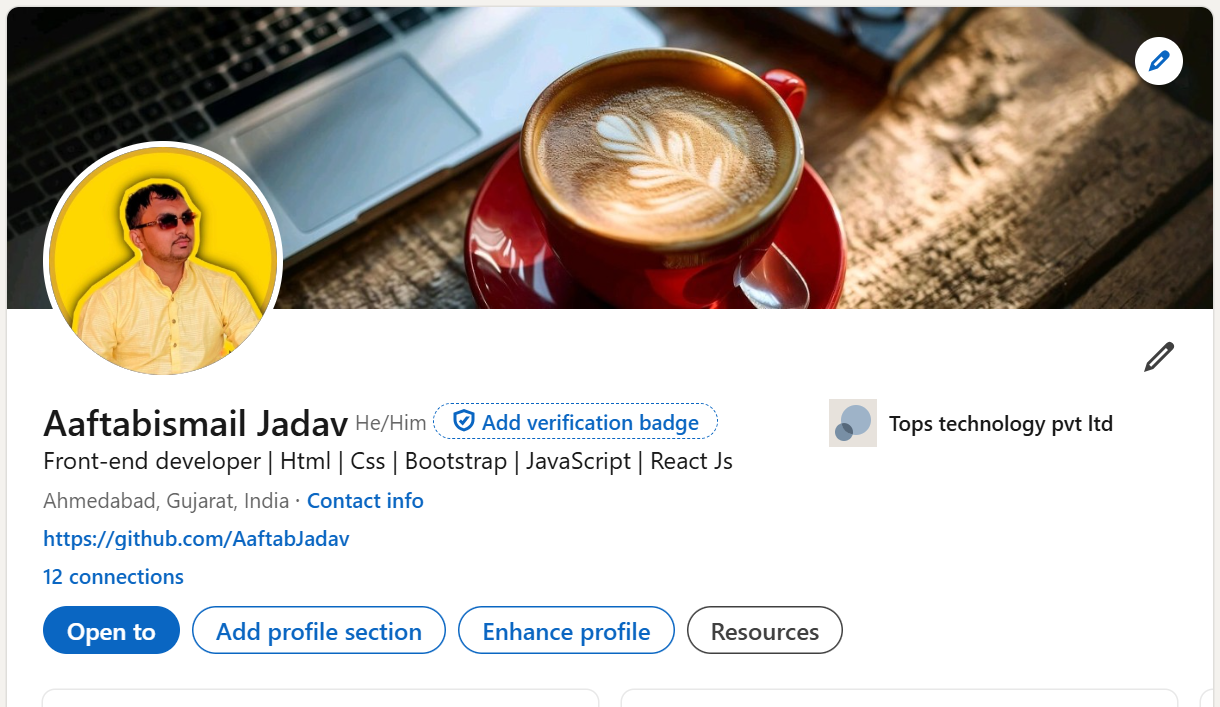 Aaftabismail Jadav He/Him Add verification badge
Tops technology pvt ltd
Front-end developer | Html | Css | Bootstrap | JavaScript | React Js
Ahmedabad, Gujarat, India · Contact info
https://github.com/AaftabJadav
12 connections
Open to
Add profile section
Enhance profile
Resources